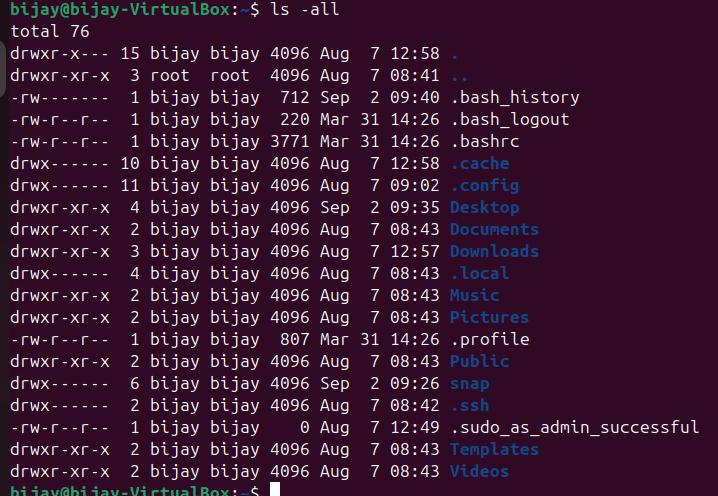 bijay@bijay-VirtualBox:~$ ls -all
total 76
drwxr-x--- 15 bijay bijay 4096 Aug  7 12:58 .
drwxr-xr-x  3 root  root  4096 Aug  7 08:41 ..
-rw-------  1 bijay bijay  712 Sep  2 09:40 .bash_history
-rw-r--r--  1 bijay bijay  220 Mar 31 14:26 .bash_logout
-rw-r--r--  1 bijay bijay 3771 Mar 31 14:26 .bashrc
drwx------ 10 bijay bijay 4096 Aug  7 12:58 .cache
drwx------ 11 bijay bijay 4096 Aug  7 09:02 .config
drwxr-xr-x  4 bijay bijay 4096 Sep  2 09:35 Desktop
drwxr-xr-x  2 bijay bijay 4096 Aug  7 08:43 Documents
drwxr-xr-x  3 bijay bijay 4096 Aug  7 12:57 Downloads
drwx------  4 bijay bijay 4096 Aug  7 08:43 .local
drwxr-xr-x  2 bijay bijay 4096 Aug  7 08:43 Music
drwxr-xr-x  2 bijay bijay 4096 Aug  7 08:43 Pictures
-rw-r--r--  1 bijay bijay  807 Mar 31 14:26 .profile
drwxr-xr-x  2 bijay bijay 4096 Aug  7 08:43 Public
drwx------  6 bijay bijay 4096 Sep  2 09:26 snap
drwx------  2 bijay bijay 4096 Aug  7 08:42 .ssh
-rw-r--r--  1 bijay bijay    0 Aug  7 12:49 .sudo_as_admin_successful
drwxr-xr-x  2 bijay bijay 4096 Aug  7 08:43 Templates
drwxr-xr-x  2 bijay bijay 4096 Aug  7 08:43 Videos
bijay@bijay-VirtualBox:~$